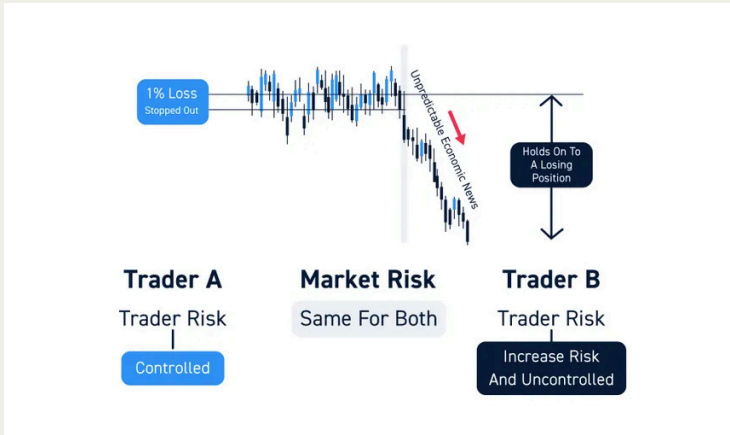 1% Loss
Stopped Out
Unpredictable Economic News
Holds On To
A Losing
Position
Trader A
Market Risk
Trader B
Trader Risk
Same For Both
Trader Risk
Controlled
Increase Risk
And Uncontrolled